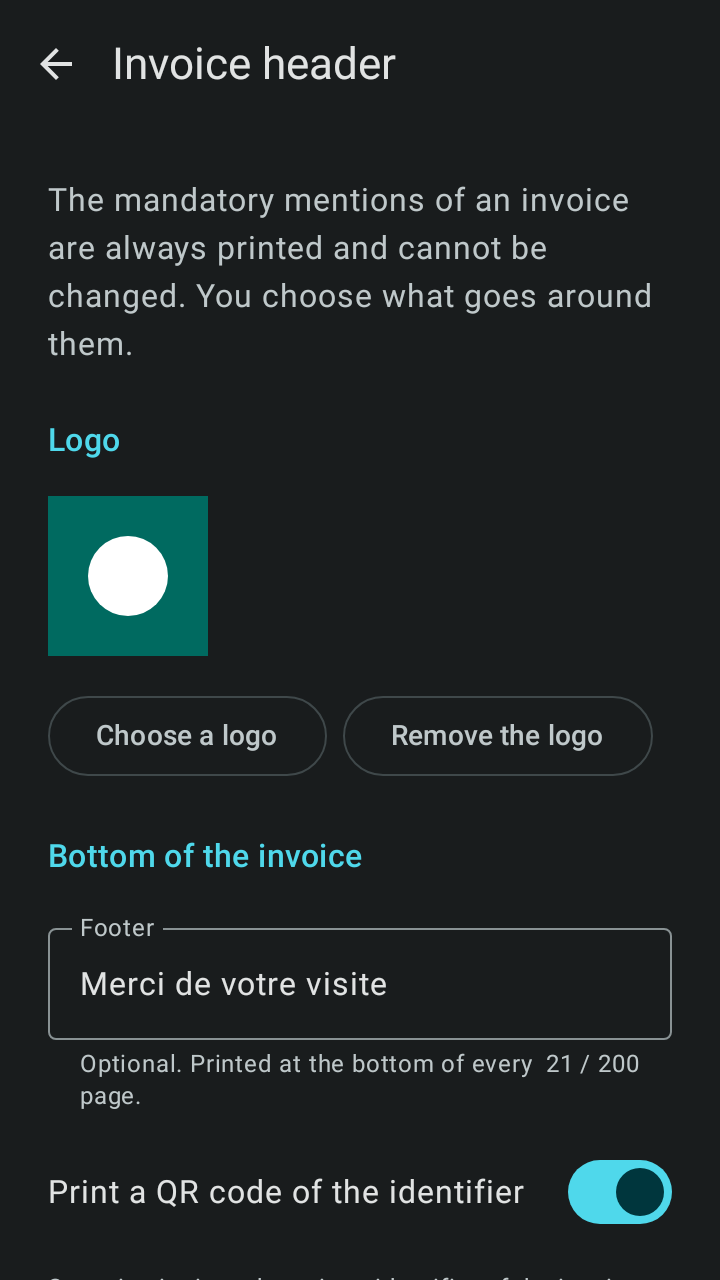 Invoice header
The mandatory mentions of an invoice
are always printed and cannot be
changed. You choose what goes around
them.
Logo
Choose a logo
Remove the logo
Bottom of the invoice
Footer
Merci de votre visite
Optional. Printed at the bottom of every 21 / 200
page.
Print a QR code of the identifier